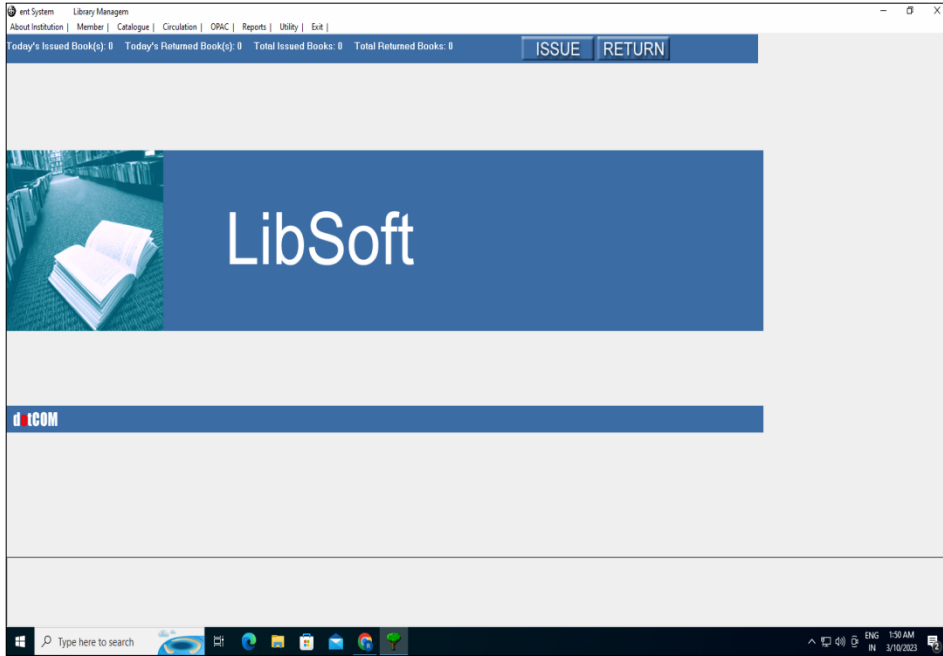 ent System Library Managem
About Institution | Member | Catalogue | Circulation | OPAC | Reports | Utility | Exit |
Today's Issued Book(s): 0 Today's Returned Book(s): 0 Total Issued Books: 0 Total Returned Books: 0 ISSUE RETURN
LibSoft
dotCOM
Type here to search
ENG 1:50 AM
IN 3/10/2023
2